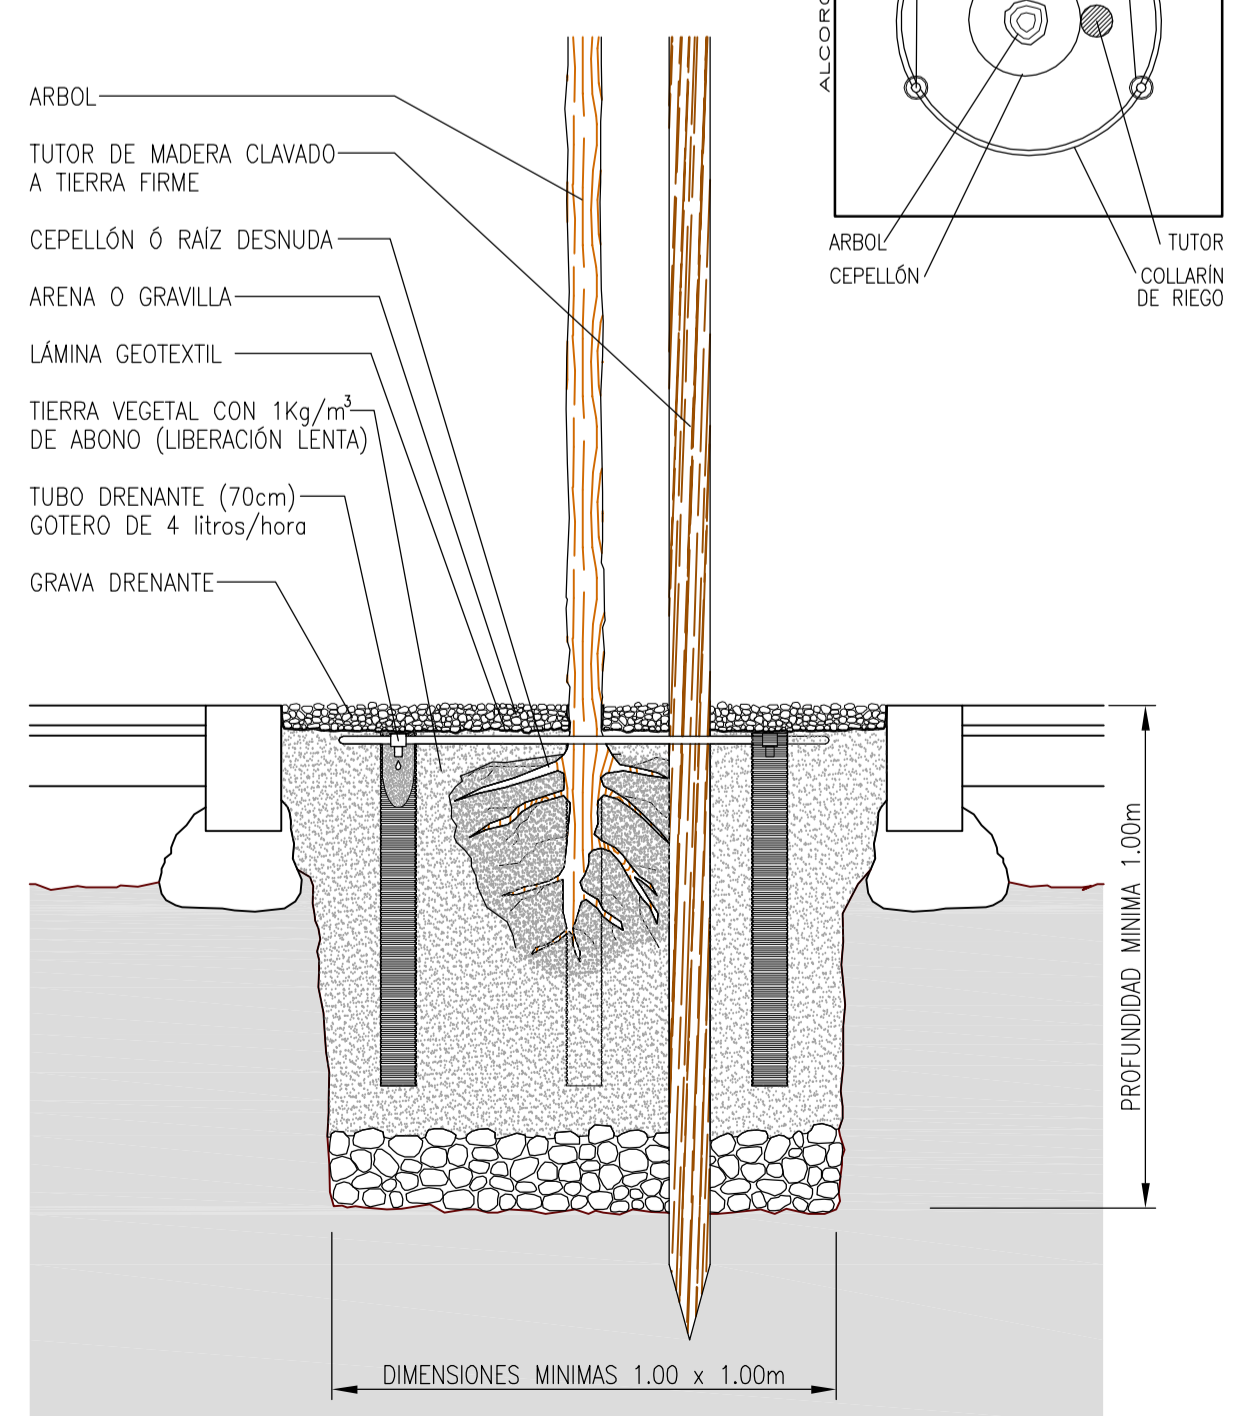 ARBOL
TUTOR DE MADERA CLAVADO
A TIERRA FIRME
CEPELLÓN Ó RAÍZ DESNUDA
ARENA O GRAVILLA
LÁMINA GEOTEXTIL
TIERRA VEGETAL CON 1Kg/m³
DE ABONO (LIBERACIÓN LENTA)
TUBO DRENANTE (70cm)
GOTERO DE 4 litros/hora
GRAVA DRENANTE
ARBOL
CEPELLÓN
TUTOR
COLLARÍN
DE RIEGO
PROFUNDIDAD MINIMA 1.00m
DIMENSIONES MINIMAS 1.00 x 1.00m